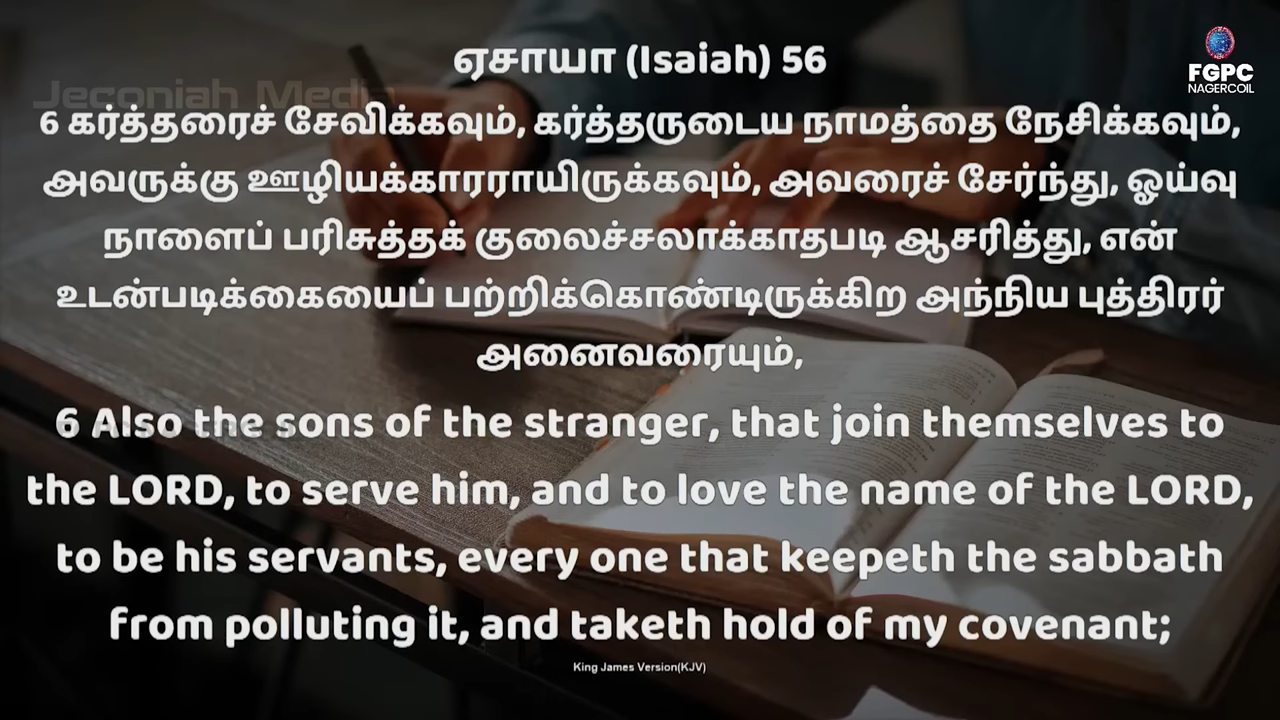 ஏசாயா (Isaiah) 56
FGPC
NAGERCOIL
Jeconiah Media
6 கர்த்தரைச் சேவிக்கவும், கர்த்தருடைய நாமத்தை நேசிக்கவும்,
அவருக்கு ஊழியக்காரராயிருக்கவும், அவரைச் சேர்ந்து, ஓய்வு
நாளைப் பரிசுத்தக் குலைச்சலாக்காதபடி ஆசரித்து, என்
உடன்படிக்கையைப் பற்றிக்கொண்டிருக்கிற அந்நிய புத்திரர்
அனைவரையும்,
6 Also the sons of the stranger, that join themselves to
the LORD, to serve him, and to love the name of the LORD,
to be his servants, every one that keepeth the sabbath
from polluting it, and taketh hold of my covenant;
King James Version(KJV)